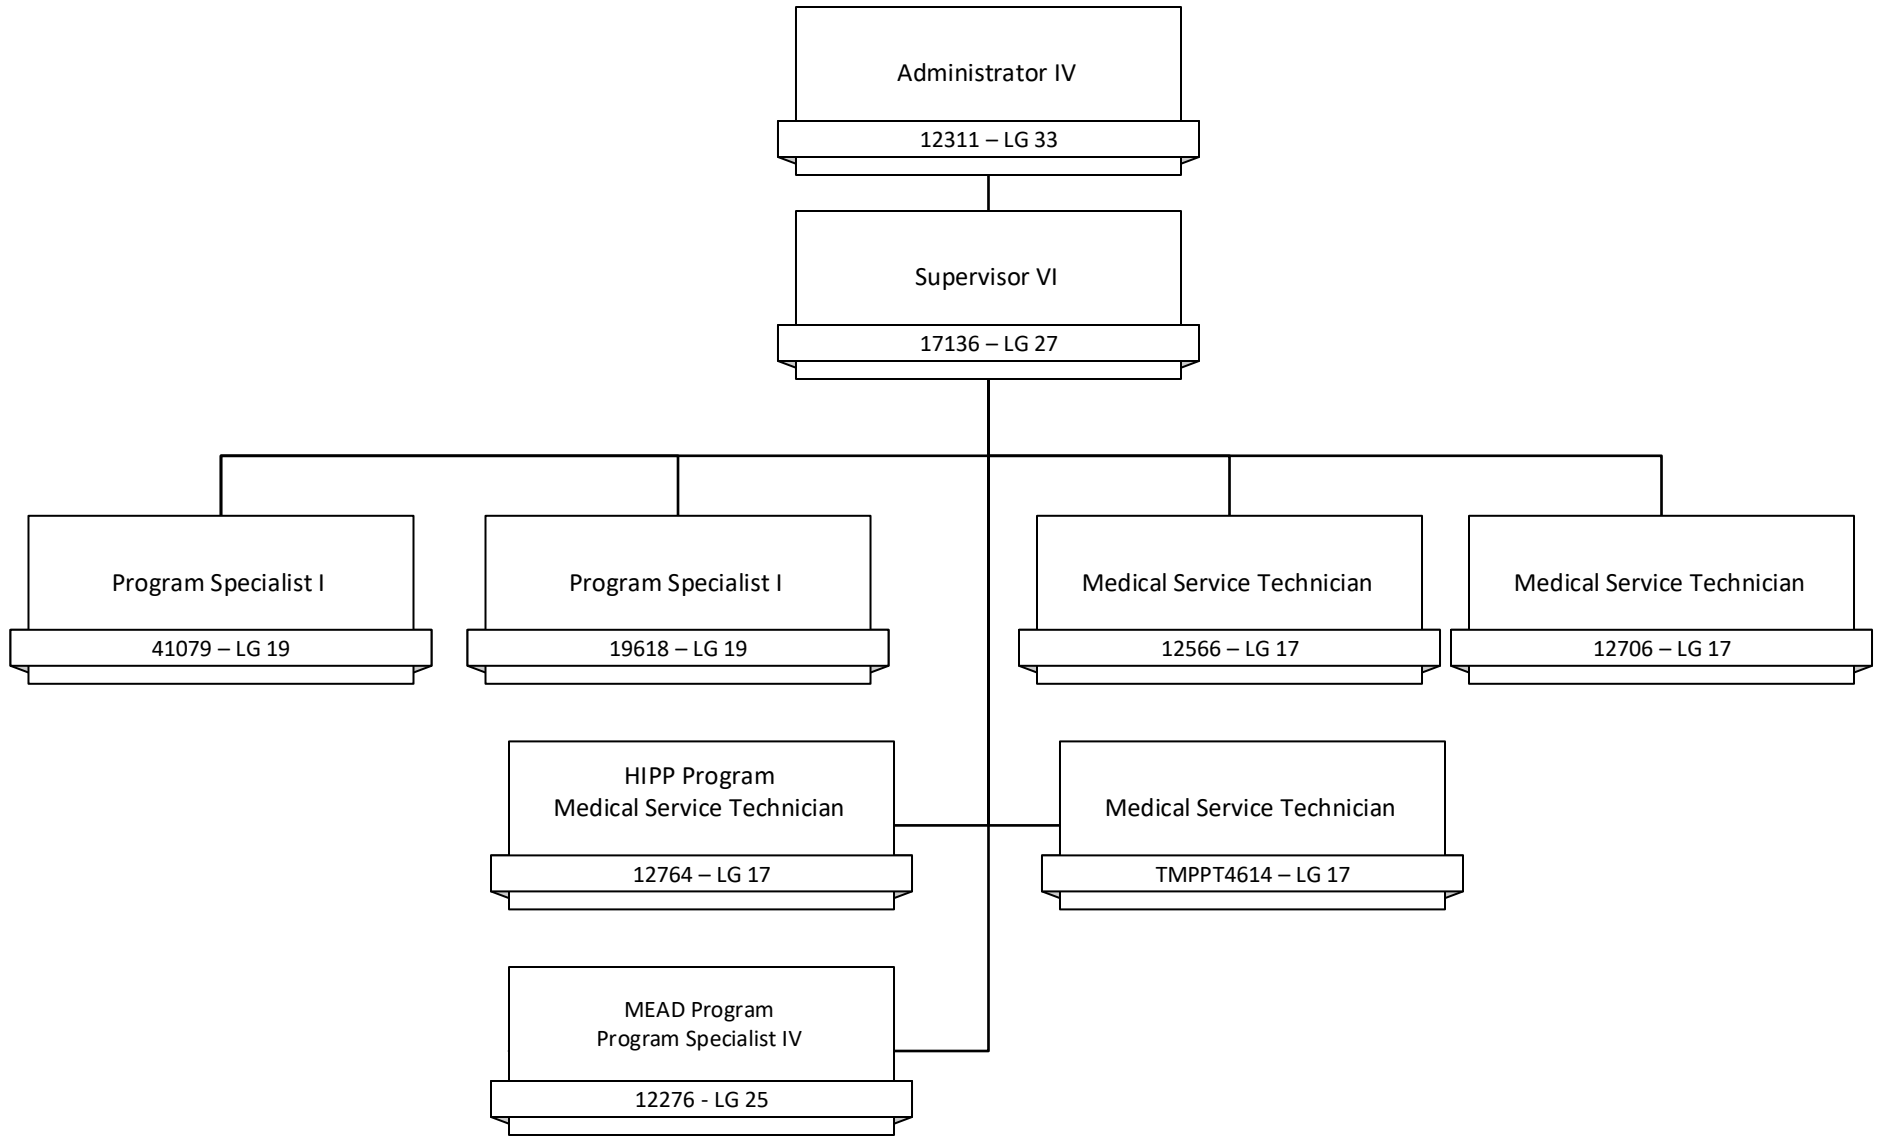 Administrator IV
12311 – LG 33
Supervisor VI
17136 – LG 27
Program Specialist I
41079 – LG 19
Program Specialist I
19618 – LG 19
Medical Service Technician
12566 – LG 17
Medical Service Technician
12706 – LG 17
HIPP Program
Medical Service Technician
12764 – LG 17
Medical Service Technician
TMPPT4614 – LG 17
MEAD Program
Program Specialist IV
12276 - LG 25